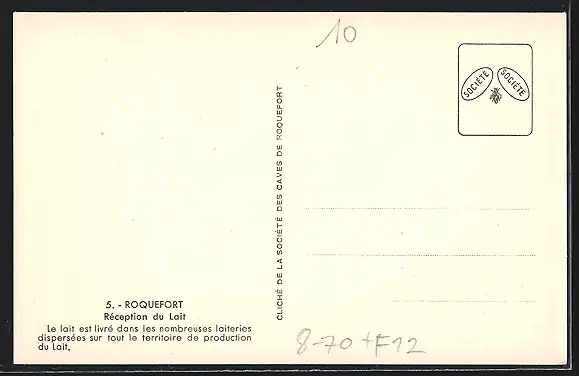 10
SOCIÉTÉ SOCIÉTÉ
CLICHÉ DE LA SOCIÉTÉ DES CAVES DE ROQUEFORT
5. - ROQUEFORT
Réception du Lait
Le lait est livré dans les nombreuses laiteries
dispersées sur tout le territoire de production
du Lait.
8-70+F12